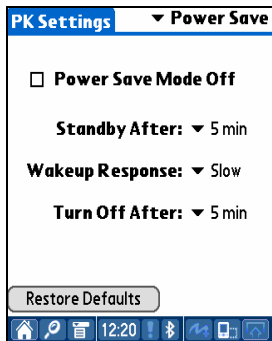 PK Settings ▼ Power Save
Power Save Mode Off
Standby After: ▼ 5 min
Wakeup Response: ▼ Slow
Turn Off After: ▼ 5 min
Restore Defaults
12:20